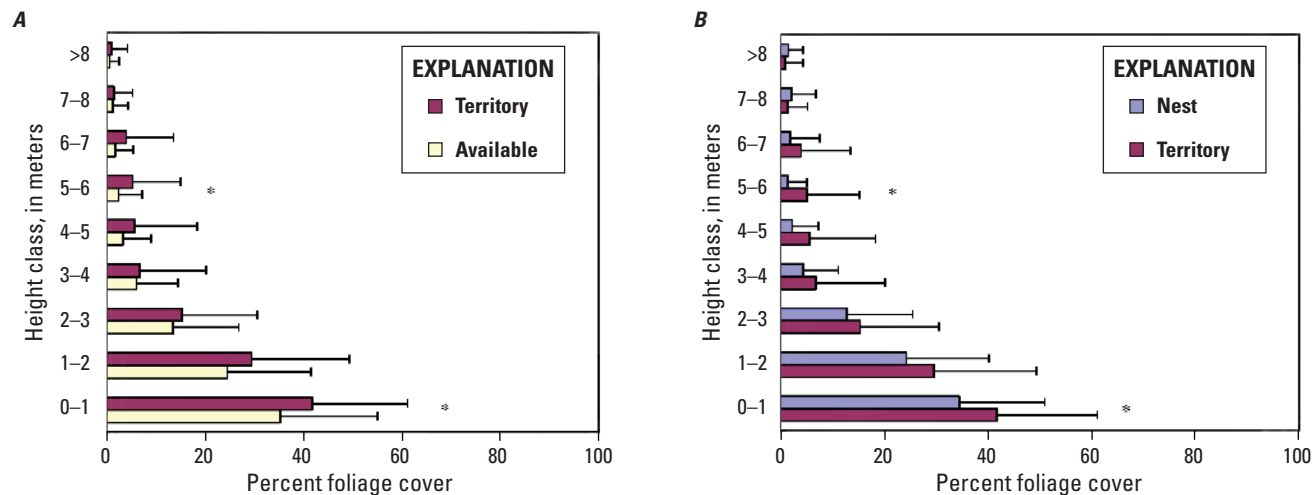 A
Height class, in meters
>8
7–8
6–7
5–6
4–5
3–4
2–3
1–2
0–1
EXPLANATION
Territory
Available
*
*
0 20 40 60 80 100
Percent foliage cover
B
Height class, in meters
>8
7–8
6–7
5–6
4–5
3–4
2–3
1–2
0–1
EXPLANATION
Nest
Territory
*
*
0 20 40 60 80 100
Percent foliage cover